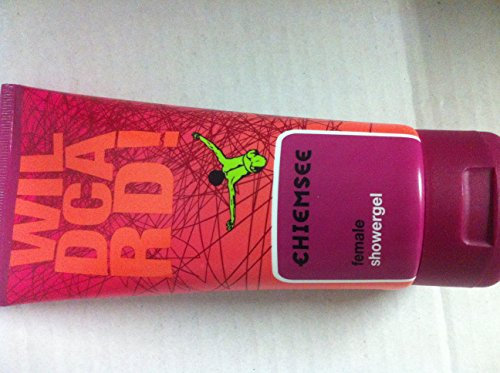 WIL
DCA
RD!
CHIEMSEE
female
showergel